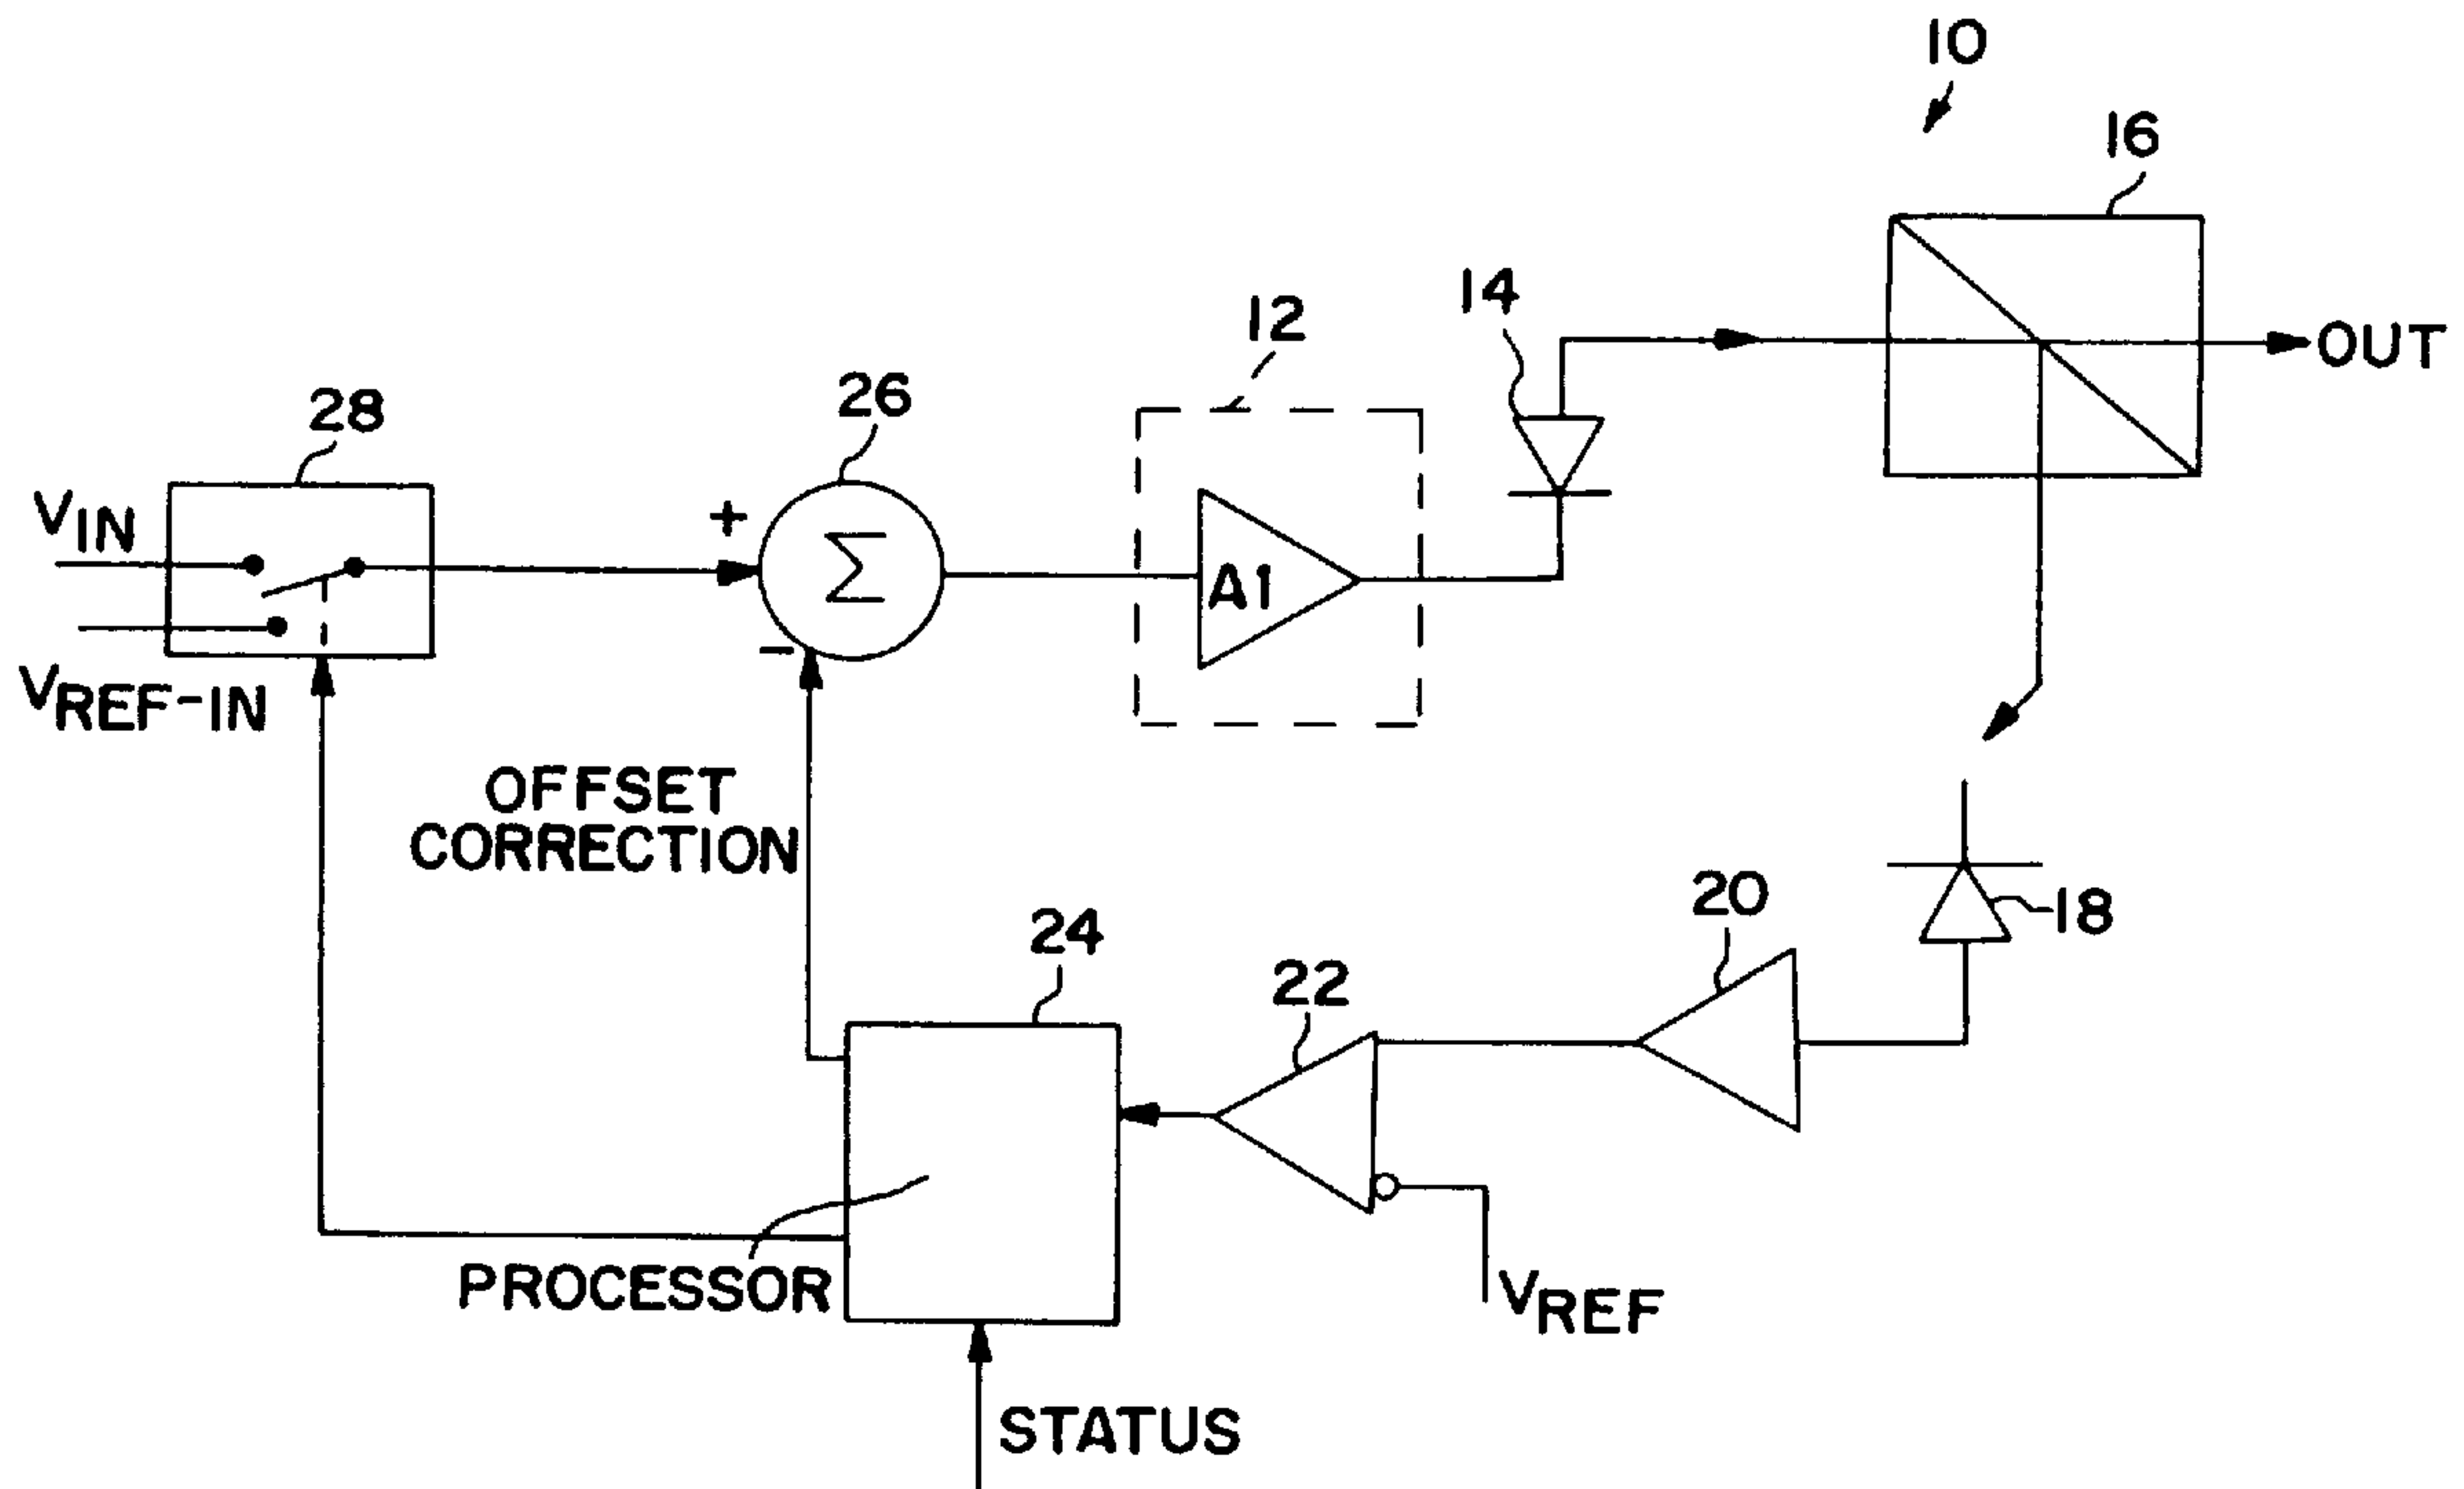 10
16
14
12
OUT
26
28
VIN
+
Σ
A1
−
VREF-IN
OFFSET
CORRECTION
20
18
24
22
PROCESSOR
VREF
STATUS